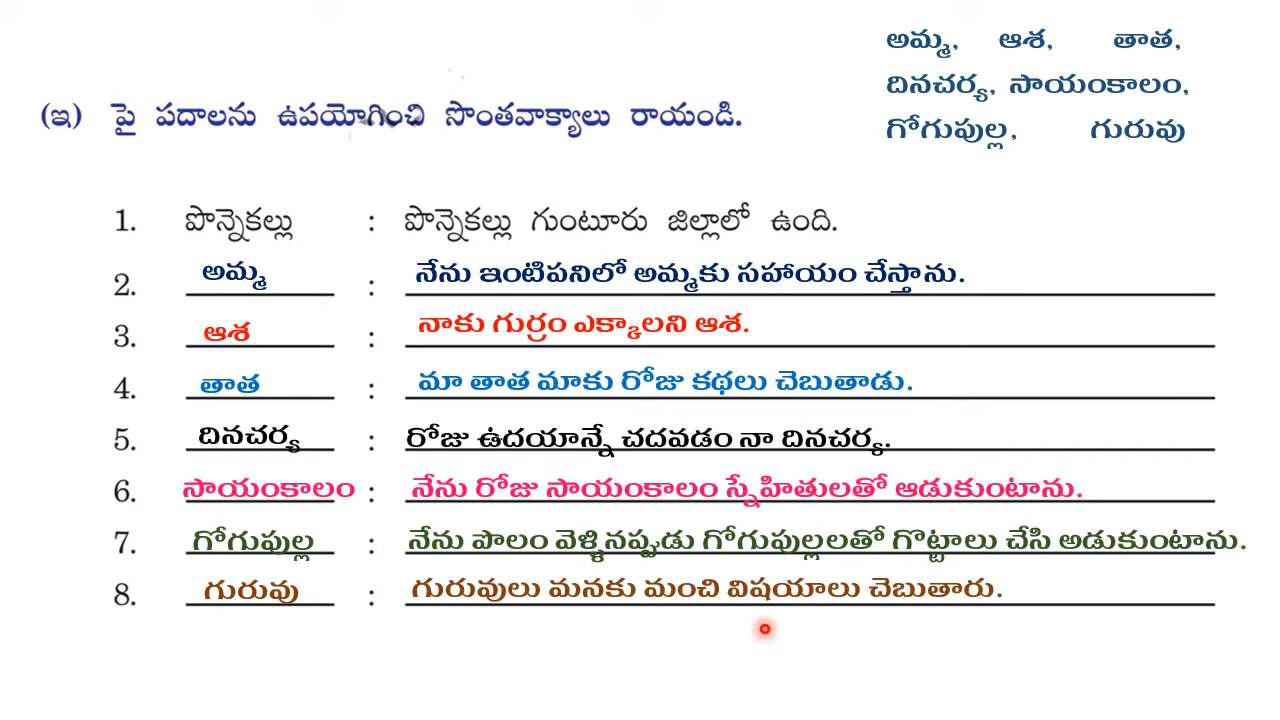 అమ్మ, ఆశ, తాత,
దినచర్య, సాయంకాలం,
గోగుపుల్ల, గురువు
(ఇ) పై పదాలను ఉపయోగించి సొంతవాక్యాలు రాయండి.
1. పొన్నెకల్లు : పొన్నెకల్లు గుంటూరు జిల్లాలో ఉంది.
2. అమ్మ : నేను ఇంటిపనిలో అమ్మకు సహాయం చేస్తాను.
3. ఆశ : నాకు గుర్రం ఎక్కాలని ఆశ.
4. తాత : మా తాత మాకు రోజు కథలు చెబుతాడు.
5. దినచర్య : రోజు ఉదయాన్నే చదవడం నా దినచర్య.
6. సాయంకాలం : నేను రోజు సాయంకాలం స్నేహితులతో ఆడుకుంటాను.
7. గోగుపుల్ల : నేను పొలం వెళ్ళినప్పుడు గోగుపుల్లలతో గొట్టాలు చేసి అడుకుంటాను.
8. గురువు : గురువులు మనకు మంచి విషయాలు చెబుతారు.